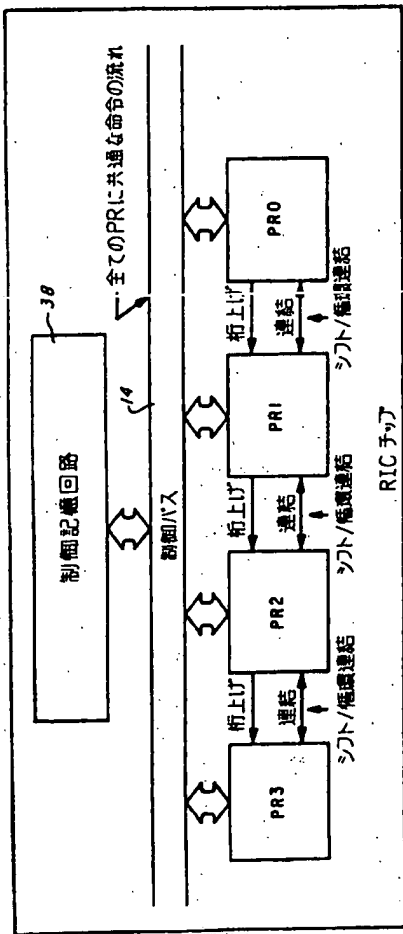 38
制御記憶回路
全てのPRに共通な命令の流れ
14
制御バス
PR3
桁上げ
連結
シフト/循環連結
PR2
桁上げ
連結
シフト/循環連結
PR1
桁上げ
連結
シフト/循環連結
PR0
RICチップ